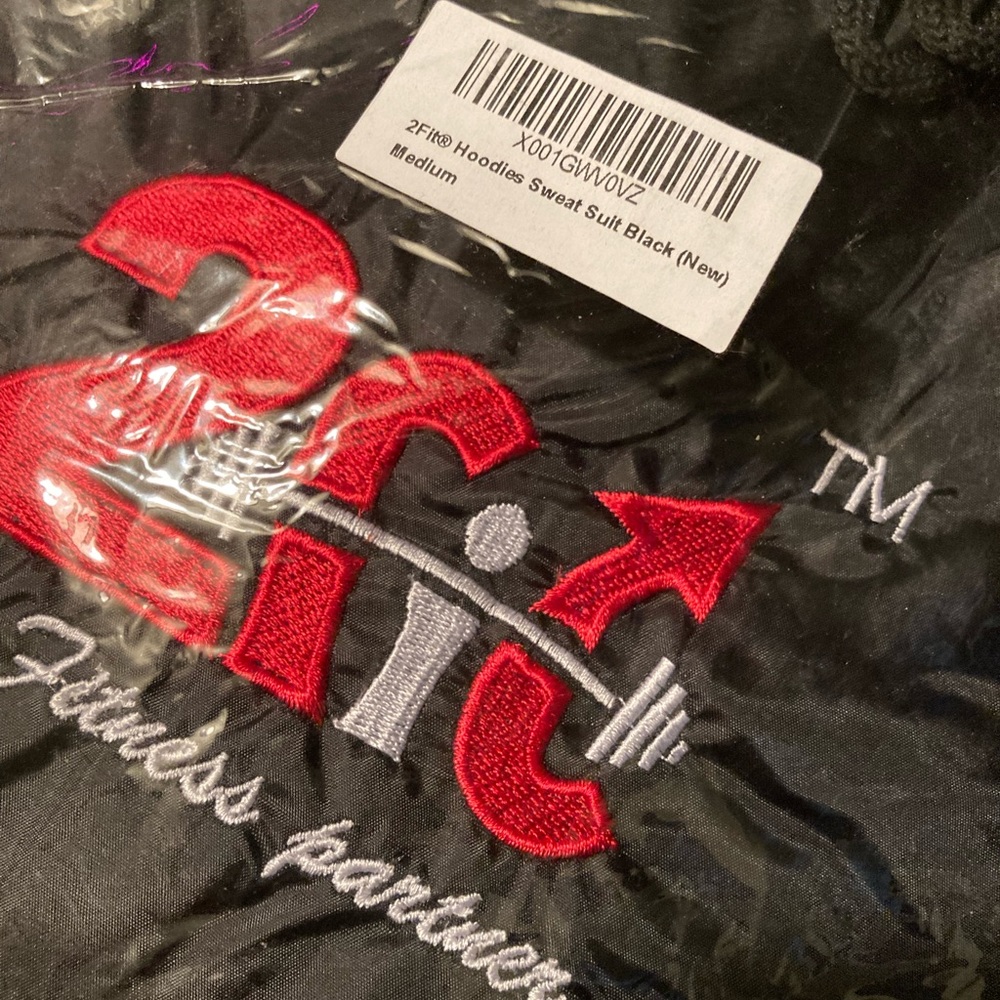 X001GWV0VZ
2Fit® Hoodies Sweat Suit Black (New)
Medium
2Fit
TM
Fitness partner